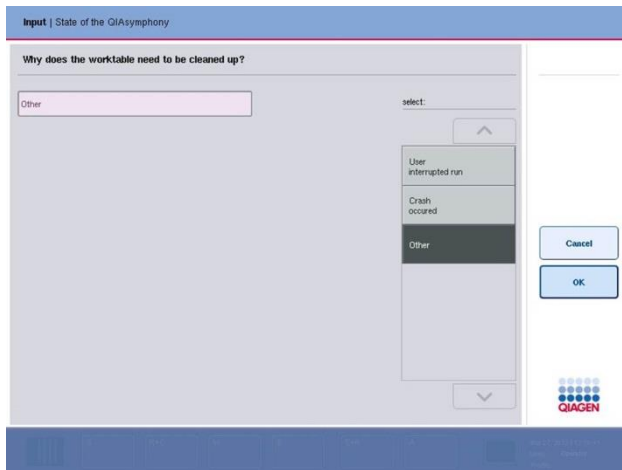 Input | State of the QIAsymphony
Why does the worktable need to be cleaned up?
Other
select:
User
interrupted run
Crash
occured
Other
Cancel
OK
QIAGEN